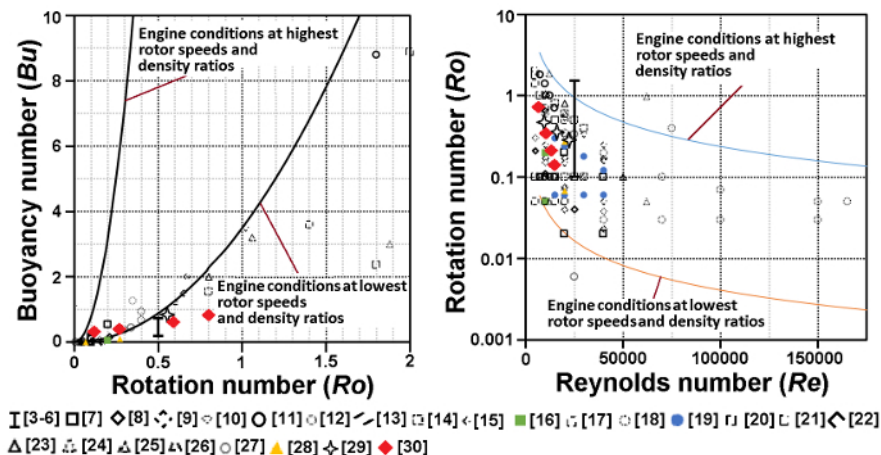 Engine conditions at highest
rotor speeds
and
density ratios
Buoyancy number (Bu)
10
8
6
4
2
0
Engine conditions at lowest
rotor speeds
and density ratios
0
0.5
1
1.5
2
Rotation number (Ro)
Engine conditions at highest
rotor speeds and
density ratios
Rotation number (Ro)
10
1
0.1
0.01
0.001
Engine conditions at lowest
rotor speeds and density ratios
50000
100000
150000
Reynolds number (Re)
[3-6] [7] [8] [9] [10] [11] [12] [13] [14] [15] [16] [17] [18] [19] [20] [21] [22]
[23] [24] [25] [26] [27] [28] [29] [30]